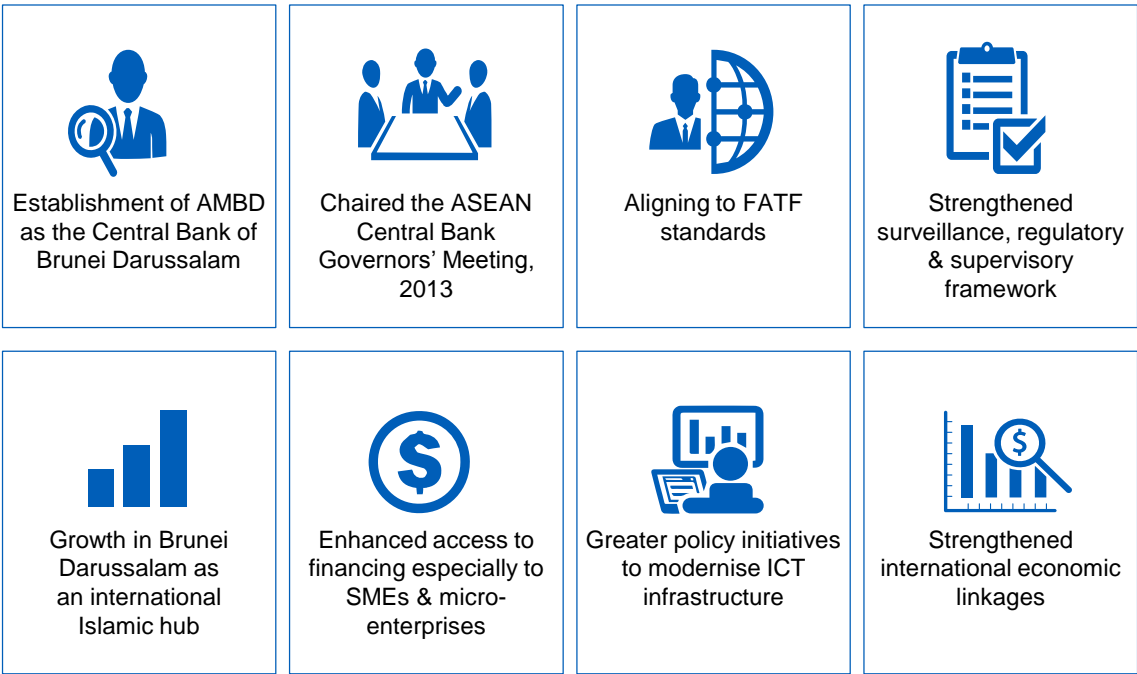 Establishment of AMBD
as the Central Bank of
Brunei Darussalam
Chaired the ASEAN
Central Bank
Governors’ Meeting,
2013
Aligning to FATF
standards
Strengthened
surveillance, regulatory
& supervisory
framework
Growth in Brunei
Darussalam as
an international
Islamic hub
Enhanced access to
financing especially to
SMEs & micro-
enterprises
Greater policy initiatives
to modernise ICT
infrastructure
Strengthened
international economic
linkages